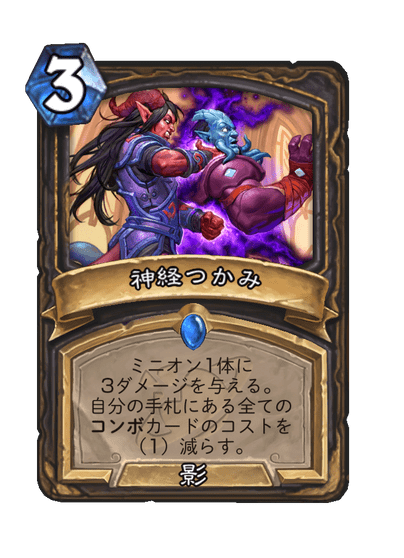 3
神経つかみ
ミニオン1体に
3ダメージを与える。
自分の手札にある全ての
コンボカードのコストを
（1）減らす。
影